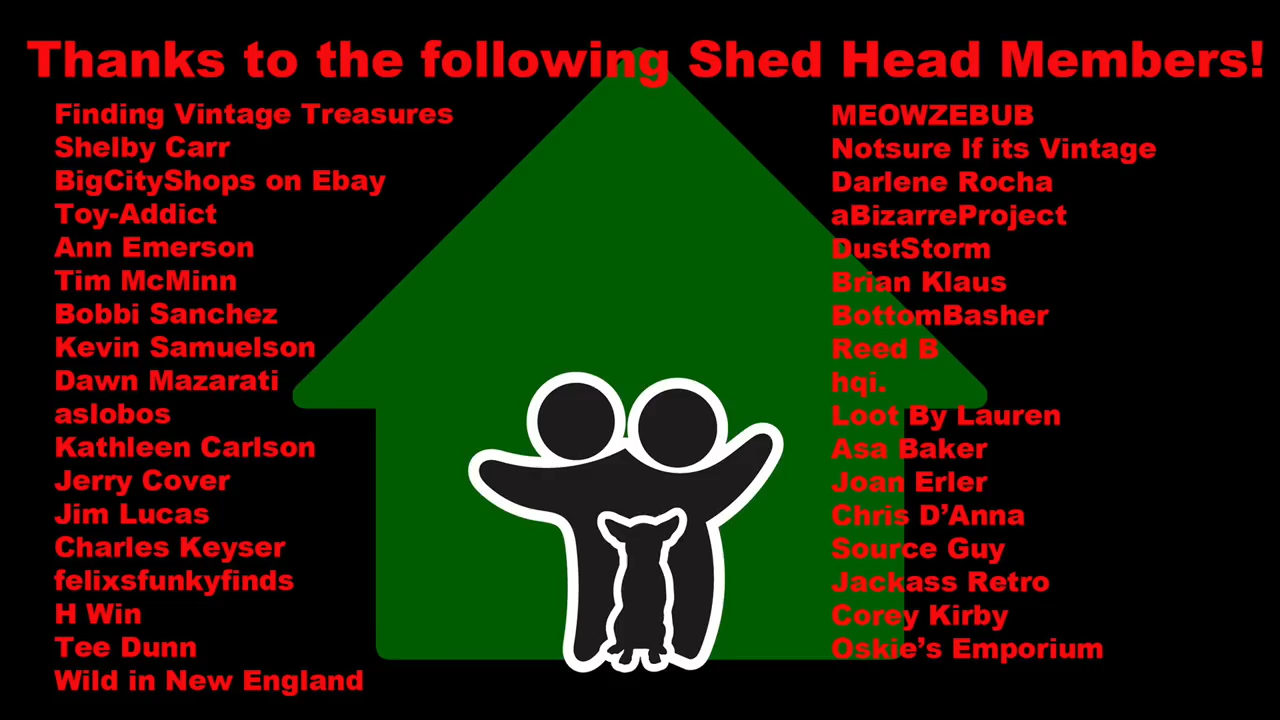 Thanks to the following Shed Head Members!
Finding Vintage Treasures
Shelby Carr
BigCityShops on Ebay
Toy-Addict
Ann Emerson
Tim McMinn
Bobbi Sanchez
Kevin Samuelson
Dawn Mazarati
aslobos
Kathleen Carlson
Jerry Cover
Jim Lucas
Charles Keyser
felixsfunkyfinds
H Win
Tee Dunn
Wild in New England
MEOWZEBUB
Notsure If its Vintage
Darlene Rocha
aBizarreProject
DustStorm
Brian Klaus
BottomBasher
Reed B
hqi.
Loot By Lauren
Asa Baker
Joan Erler
Chris D’Anna
Source Guy
Jackass Retro
Corey Kirby
Oskie’s Emporium